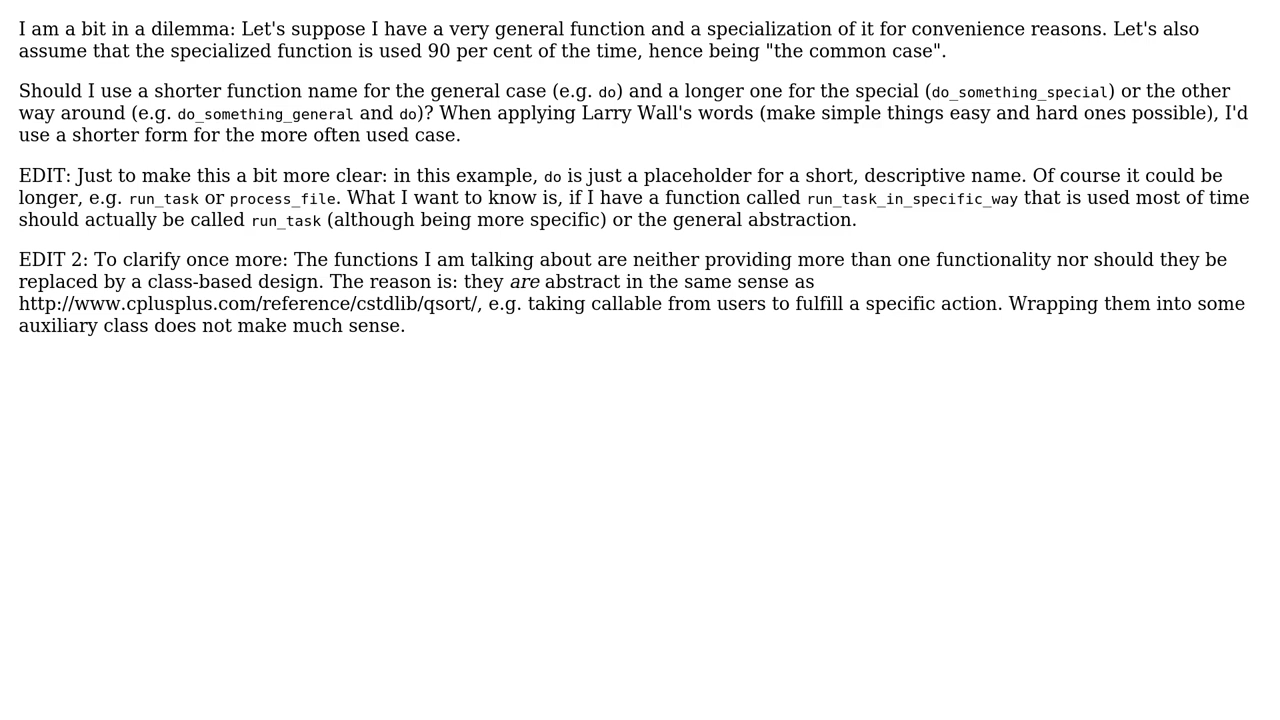 I am a bit in a dilemma: Let's suppose I have a very general function and a specialization of it for convenience reasons. Let's also
assume that the specialized function is used 90 per cent of the time, hence being "the common case".
Should I use a shorter function name for the general case (e.g. do) and a longer one for the special (do_something_special) or the other
way around (e.g. do_something_general and do)? When applying Larry Wall's words (make simple things easy and hard ones possible), I'd
use a shorter form for the more often used case.
EDIT: Just to make this a bit more clear: in this example, do is just a placeholder for a short, descriptive name. Of course it could be
longer, e.g. run_task or process_file. What I want to know is, if I have a function called run_task_in_specific_way that is used most of time
should actually be called run_task (although being more specific) or the general abstraction.
EDIT 2: To clarify once more: The functions I am talking about are neither providing more than one functionality nor should they be
replaced by a class-based design. The reason is: they are abstract in the same sense as
http://www.cplusplus.com/reference/cstdlib/qsort/, e.g. taking callable from users to fulfill a specific action. Wrapping them into some
auxiliary class does not make much sense.